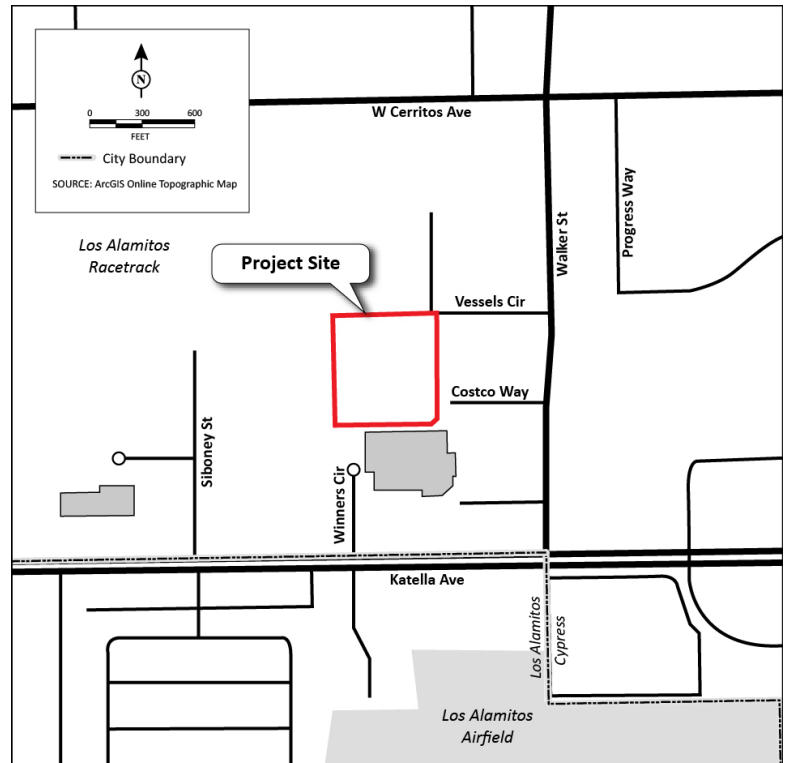 N
0 300 600
FEET
City Boundary
SOURCE: ArcGIS Online Topographic Map
W Cerritos Ave
Los Alamitos
Racetrack
Project Site
Walker St
Progress Way
Vessels Cir
Costco Way
Siboney St
Winners Cir
Katella Ave
Los Alamitos
Cypress
Los Alamitos
Airfield